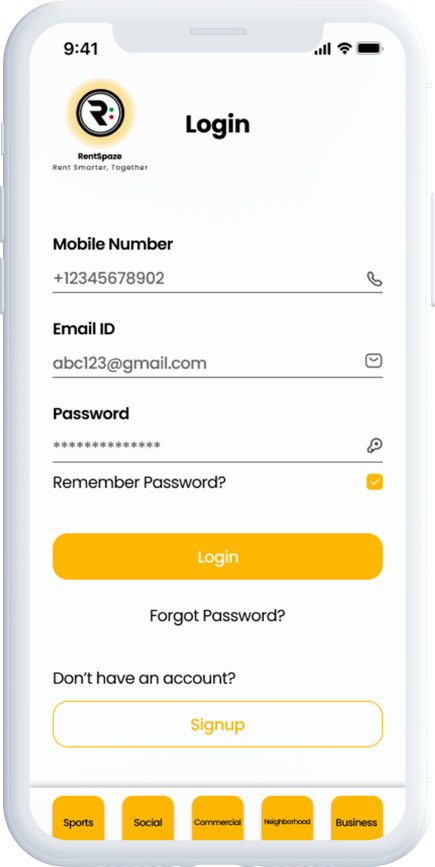 9:41
RentSpaze
Rent Smarter, Together
Login
Mobile Number
+12345678902
Email ID
abc123@gmail.com
Password
**************
Remember Password?
Login
Forgot Password?
Don't have an account?
Signup
Sports Social Commercial Neighborhood Business